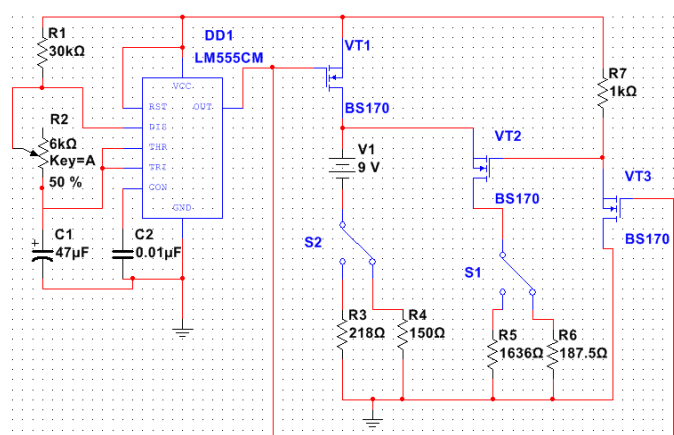 R1
30kΩ
DD1
LM555CM
VT1
VCC
RST
OUT
DIS
THR
TRI
CON
GND
R2
6kΩ
Key=A
50 %
BS170
R7
1kΩ
VT2
V1
9 V
VT3
BS170
BS170
C1
47µF
C2
0.01µF
S2
S1
R3
218Ω
R4
150Ω
R5
1636Ω
R6
187.5Ω
+